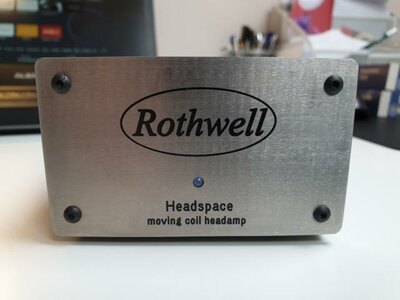 Rothwell
Headspace
moving coil headamp